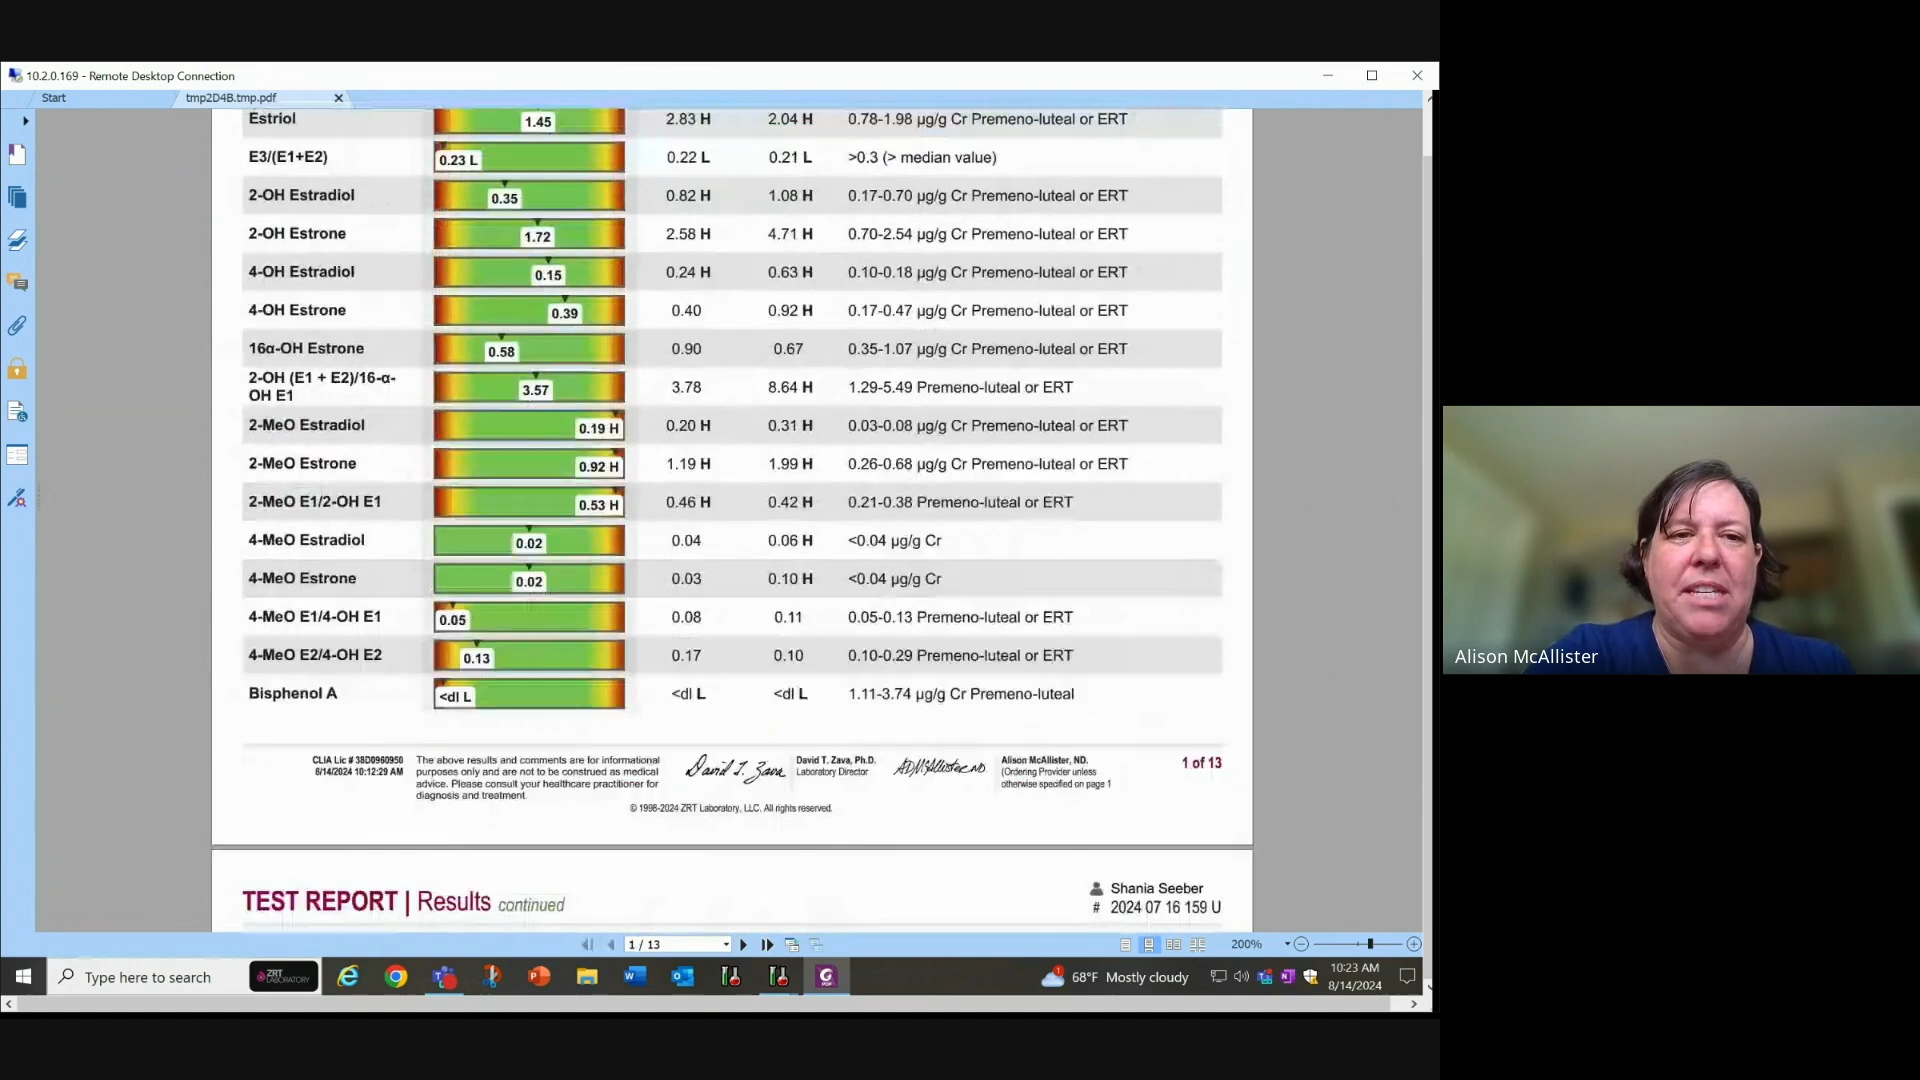 10.2.0.169 - Remote Desktop Connection
Start tmp2D4B.tmp.pdf
Estriol 1.45 2.83 H 2.04 H 0.78-1.98 µg/g Cr Premeno-luteal or ERT
E3/(E1+E2) 0.23 L 0.22 L 0.21 L >0.3 (> median value)
2-OH Estradiol 0.35 0.82 H 1.08 H 0.17-0.70 µg/g Cr Premeno-luteal or ERT
2-OH Estrone 1.72 2.58 H 4.71 H 0.70-2.54 µg/g Cr Premeno-luteal or ERT
4-OH Estradiol 0.15 0.24 H 0.63 H 0.10-0.18 µg/g Cr Premeno-luteal or ERT
4-OH Estrone 0.39 0.40 0.92 H 0.17-0.47 µg/g Cr Premeno-luteal or ERT
16α-OH Estrone 0.58 0.90 0.67 0.35-1.07 µg/g Cr Premeno-luteal or ERT
2-OH (E1 + E2)/16-α-
OH E1 3.57 3.78 8.64 H 1.29-5.49 Premeno-luteal or ERT
2-MeO Estradiol 0.19 H 0.20 H 0.31 H 0.03-0.08 µg/g Cr Premeno-luteal or ERT
2-MeO Estrone 0.92 H 1.19 H 1.99 H 0.26-0.68 µg/g Cr Premeno-luteal or ERT
2-MeO E1/2-OH E1 0.53 H 0.46 H 0.42 H 0.21-0.38 Premeno-luteal or ERT
4-MeO Estradiol 0.02 0.04 0.06 H <0.04 µg/g Cr
4-MeO Estrone 0.02 0.03 0.10 H <0.04 µg/g Cr
4-MeO E1/4-OH E1 0.05 0.08 0.11 0.05-0.13 Premeno-luteal or ERT
4-MeO E2/4-OH E2 0.13 0.17 0.10 0.10-0.29 Premeno-luteal or ERT
Bisphenol A <dl L <dl L <dl L 1.11-3.74 µg/g Cr Premeno-luteal
CLIA Lic # 38D0960950
8/14/2024 10:12:29 AM
The above results and comments are for informational
purposes only and are not to be construed as medical
advice. Please consult your healthcare practitioner for
diagnosis and treatment.
David T. Zava
David T. Zava, Ph.D.
Laboratory Director
ADMcAllister ND
Alison McAllister, ND.
(Ordering Provider unless
otherwise specified on page 1
1 of 13
© 1998-2024 ZRT Laboratory, LLC. All rights reserved.
TEST REPORT | Results continued
Shania Seeber
# 2024 07 16 159 U
1 / 13
200%
Type here to search
ZRT
LABORATORY
1
68°F Mostly cloudy
10:23 AM
8/14/2024
Alison McAllister